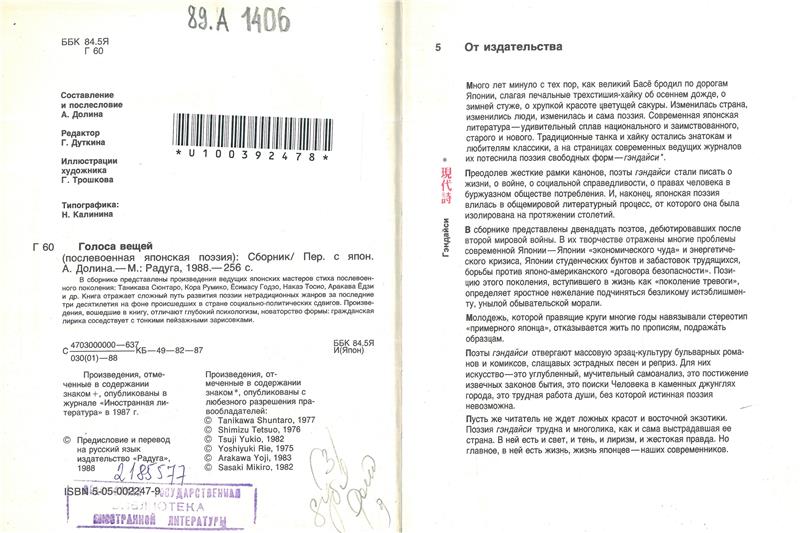 89.А 1406
ББК 84.5Я
Г 60
Составление
и послесловие
А. Долина
Редактор
Г. Дуткина
Иллюстрации
художника
Г. Трошкова
Типографика:
Н. Калинина
*U100392478*
Г 60 Голоса вещей
(послевоенная японская поэзия): Сборник/ Пер. с япон.
А. Долина.— М.: Радуга, 1988.— 256 с.
В сборнике представлены произведения ведущих японских мастеров стиха послевоен-
ного поколения: Таникава Сюнтаро, Кора Румико, Ёсимасу Годзо, Наказ Тосио, Аракава Ёдзи
и др. Книга отражает сложный путь развития поэзии нетрадиционных жанров за последние
три десятилетия на фоне происшедших в стране социально-политических сдвигов. Произве-
дения, вошедшие в книгу, отличают глубокий психологизм, новаторство формы: гражданская
лирика соседствует с тонкими пейзажными зарисовками.
С 4703000000—637
030(01)—88
КБ—49—82—87
ББК 84.5Я
И(Япон)
Произведения, отме-
ченные в содержании
знаком +, опубликованы в
журнале «Иностранная ли-
тература» в 1987 г.
© Предисловие и перевод
на русский язык
издательство «Радуга»,
1988
Произведения, от-
меченные в содержании
знаком *, опубликованы с
любезного разрешения пра-
вообладателей:
© Tanikawa Shuntaro, 1977
© Shimizu Tetsuo, 1976
© Tsuji Yukio, 1982
© Yoshiyuki Rie, 1975
© Arakawa Yoji, 1983
© Sasaki Mikiro, 1982
2185577
ISBN 5-05-002247-9
ГОСУДАРСТВЕННАЯ
БИБЛИОТЕКА
ИНОСТРАННОЙ ЛИТЕРАТУРЫ
5 От издательства
Много лет минуло с тех пор, как великий Басё бродил по дорогам
Японии, слагая печальные трехстишия-хайку об осеннем дожде, о
зимней стуже, о хрупкой красоте цветущей сакуры. Изменилась страна,
изменились люди, изменилась и сама поэзия. Современная японская
литература—удивительный сплав национального и заимствованного,
старого и нового. Традиционные танка и хайку остались знатокам и
любителям классики, а на страницах современных ведущих журналов
их потеснила поэзия свободных форм—гэндайси*.
* 現代詩
Гэндайси
Преодолев жесткие рамки канонов, поэты гэндайси стали писать о
жизни, о войне, о социальной справедливости, о правах человека в
буржуазном обществе потребления. И, наконец, японская поэзия
влилась в общемировой литературный процесс, от которого она была
изолирована на протяжении столетий.
В сборнике представлены двенадцать поэтов, дебютировавших после
второй мировой войны. В их творчестве отражены многие проблемы
современной Японии—Японии «экономического чуда» и энергетиче-
ского кризиса, Японии студенческих бунтов и забастовок трудящихся,
борьбы против японо-американского «договора безопасности». Пози-
цию этого поколения, вступившего в жизнь как «поколение тревоги»,
определяет яростное нежелание подчиняться безликому истэблишмен-
ту, унылой обывательской морали.
Молодежь, которой правящие круги многие годы навязывали стереотип
«примерного японца», отказывается жить по прописям, подражать
образцам.
Поэты гэндайси отвергают массовую эрзац-культуру бульварных рома-
нов и комиксов, слащавых эстрадных песен и реприз. Для них
искусство—это углубленный, мучительный самоанализ, это постижение
извечных законов бытия, это поиски Человека в каменных джунглях
города, это трудная работа души, без которой истинная поэзия
невозможна.
Пусть же читатель не ждет ложных красот и восточной экзотики.
Поэзия гэндайси трудна и многолика, как и сама выстрадавшая ее
страна. В ней есть и свет, и тень, и лиризм, и жестокая правда. Но
главное, в ней есть жизнь, жизнь японцев—наших современников.